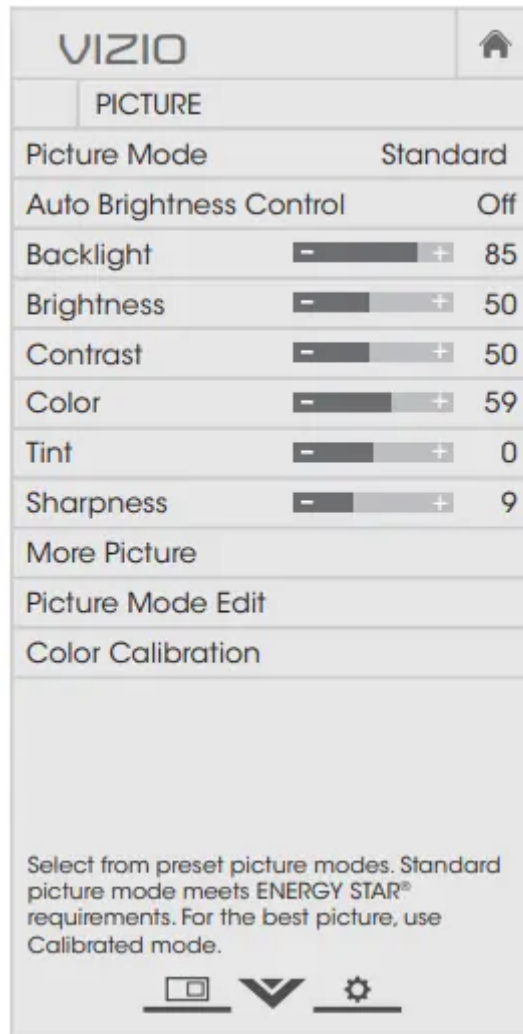 VIZIO
PICTURE
Picture Mode Standard
Auto Brightness Control Off
Backlight - + 85
Brightness - + 50
Contrast - + 50
Color - + 59
Tint - + 0
Sharpness - + 9
More Picture
Picture Mode Edit
Color Calibration
Select from preset picture modes. Standard
picture mode meets ENERGY STAR®
requirements. For the best picture, use
Calibrated mode.